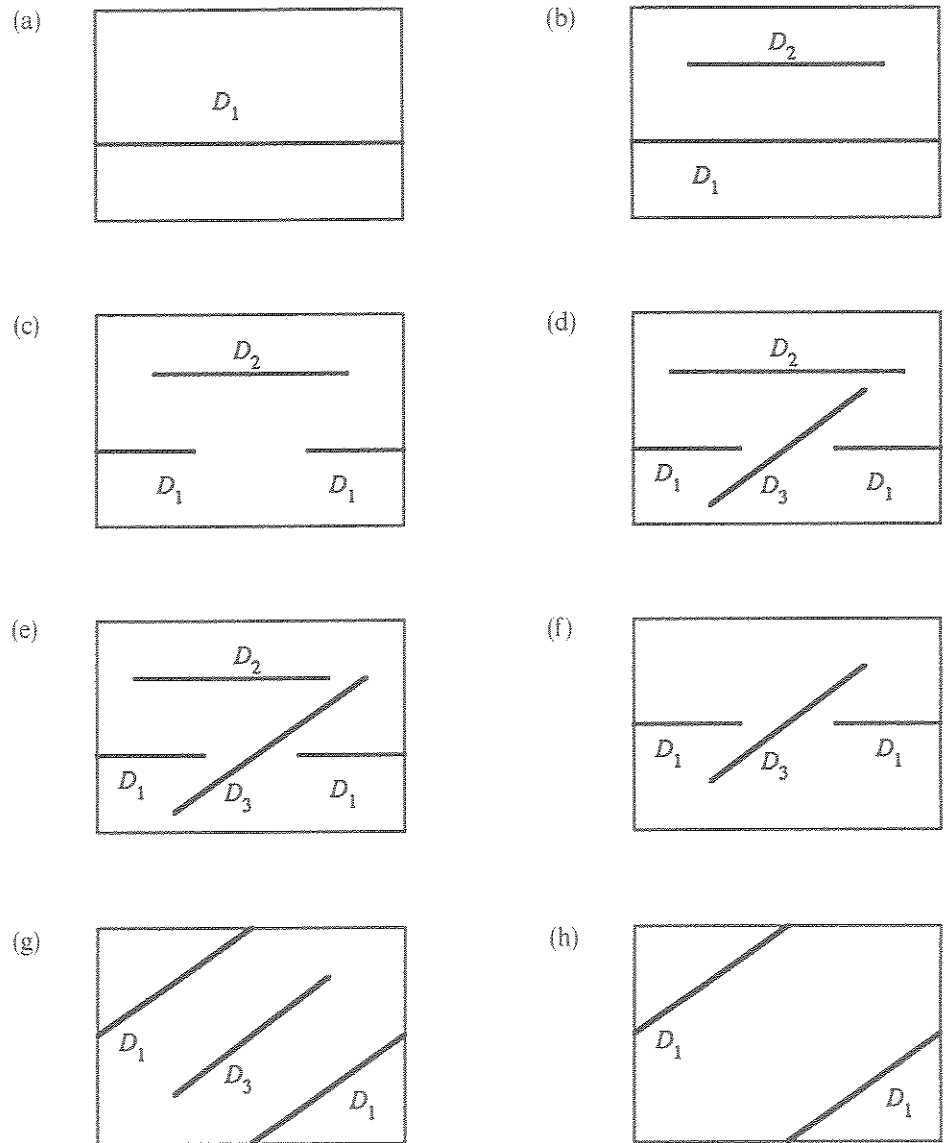 (a)
D₁
(b)
D₂
D₁
(c)
D₂
D₁ D₁
(d)
D₂
D₁ D₃ D₁
(e)
D₂
D₁ D₃ D₁
(f)
D₁ D₃ D₁
(g)
D₁
D₃
D₁
(h)
D₁
D₁